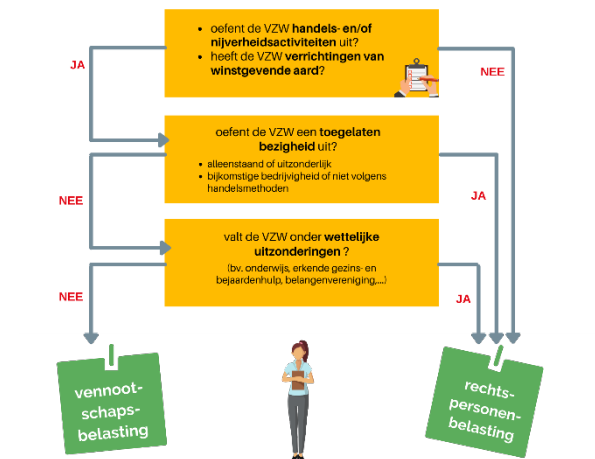 • oefent de VZW handels- en/of
nijverheidsactiviteiten uit?
• heeft de VZW verrichtingen van
winstgevende aard?
JA
NEE
oefent de VZW een toegelaten
bezigheid uit?
• alleenstaand of uitzonderlijk
• bijkomstige bedrijvigheid of niet volgens
handelsmethoden
NEE
JA
valt de VZW onder wettelijke
uitzonderingen ?
(bv. onderwijs, erkende gezins- en
bejaardenhulp, belangenvereniging,...)
NEE
JA
vennoot-
schaps-
belasting
rechts-
personen-
belasting